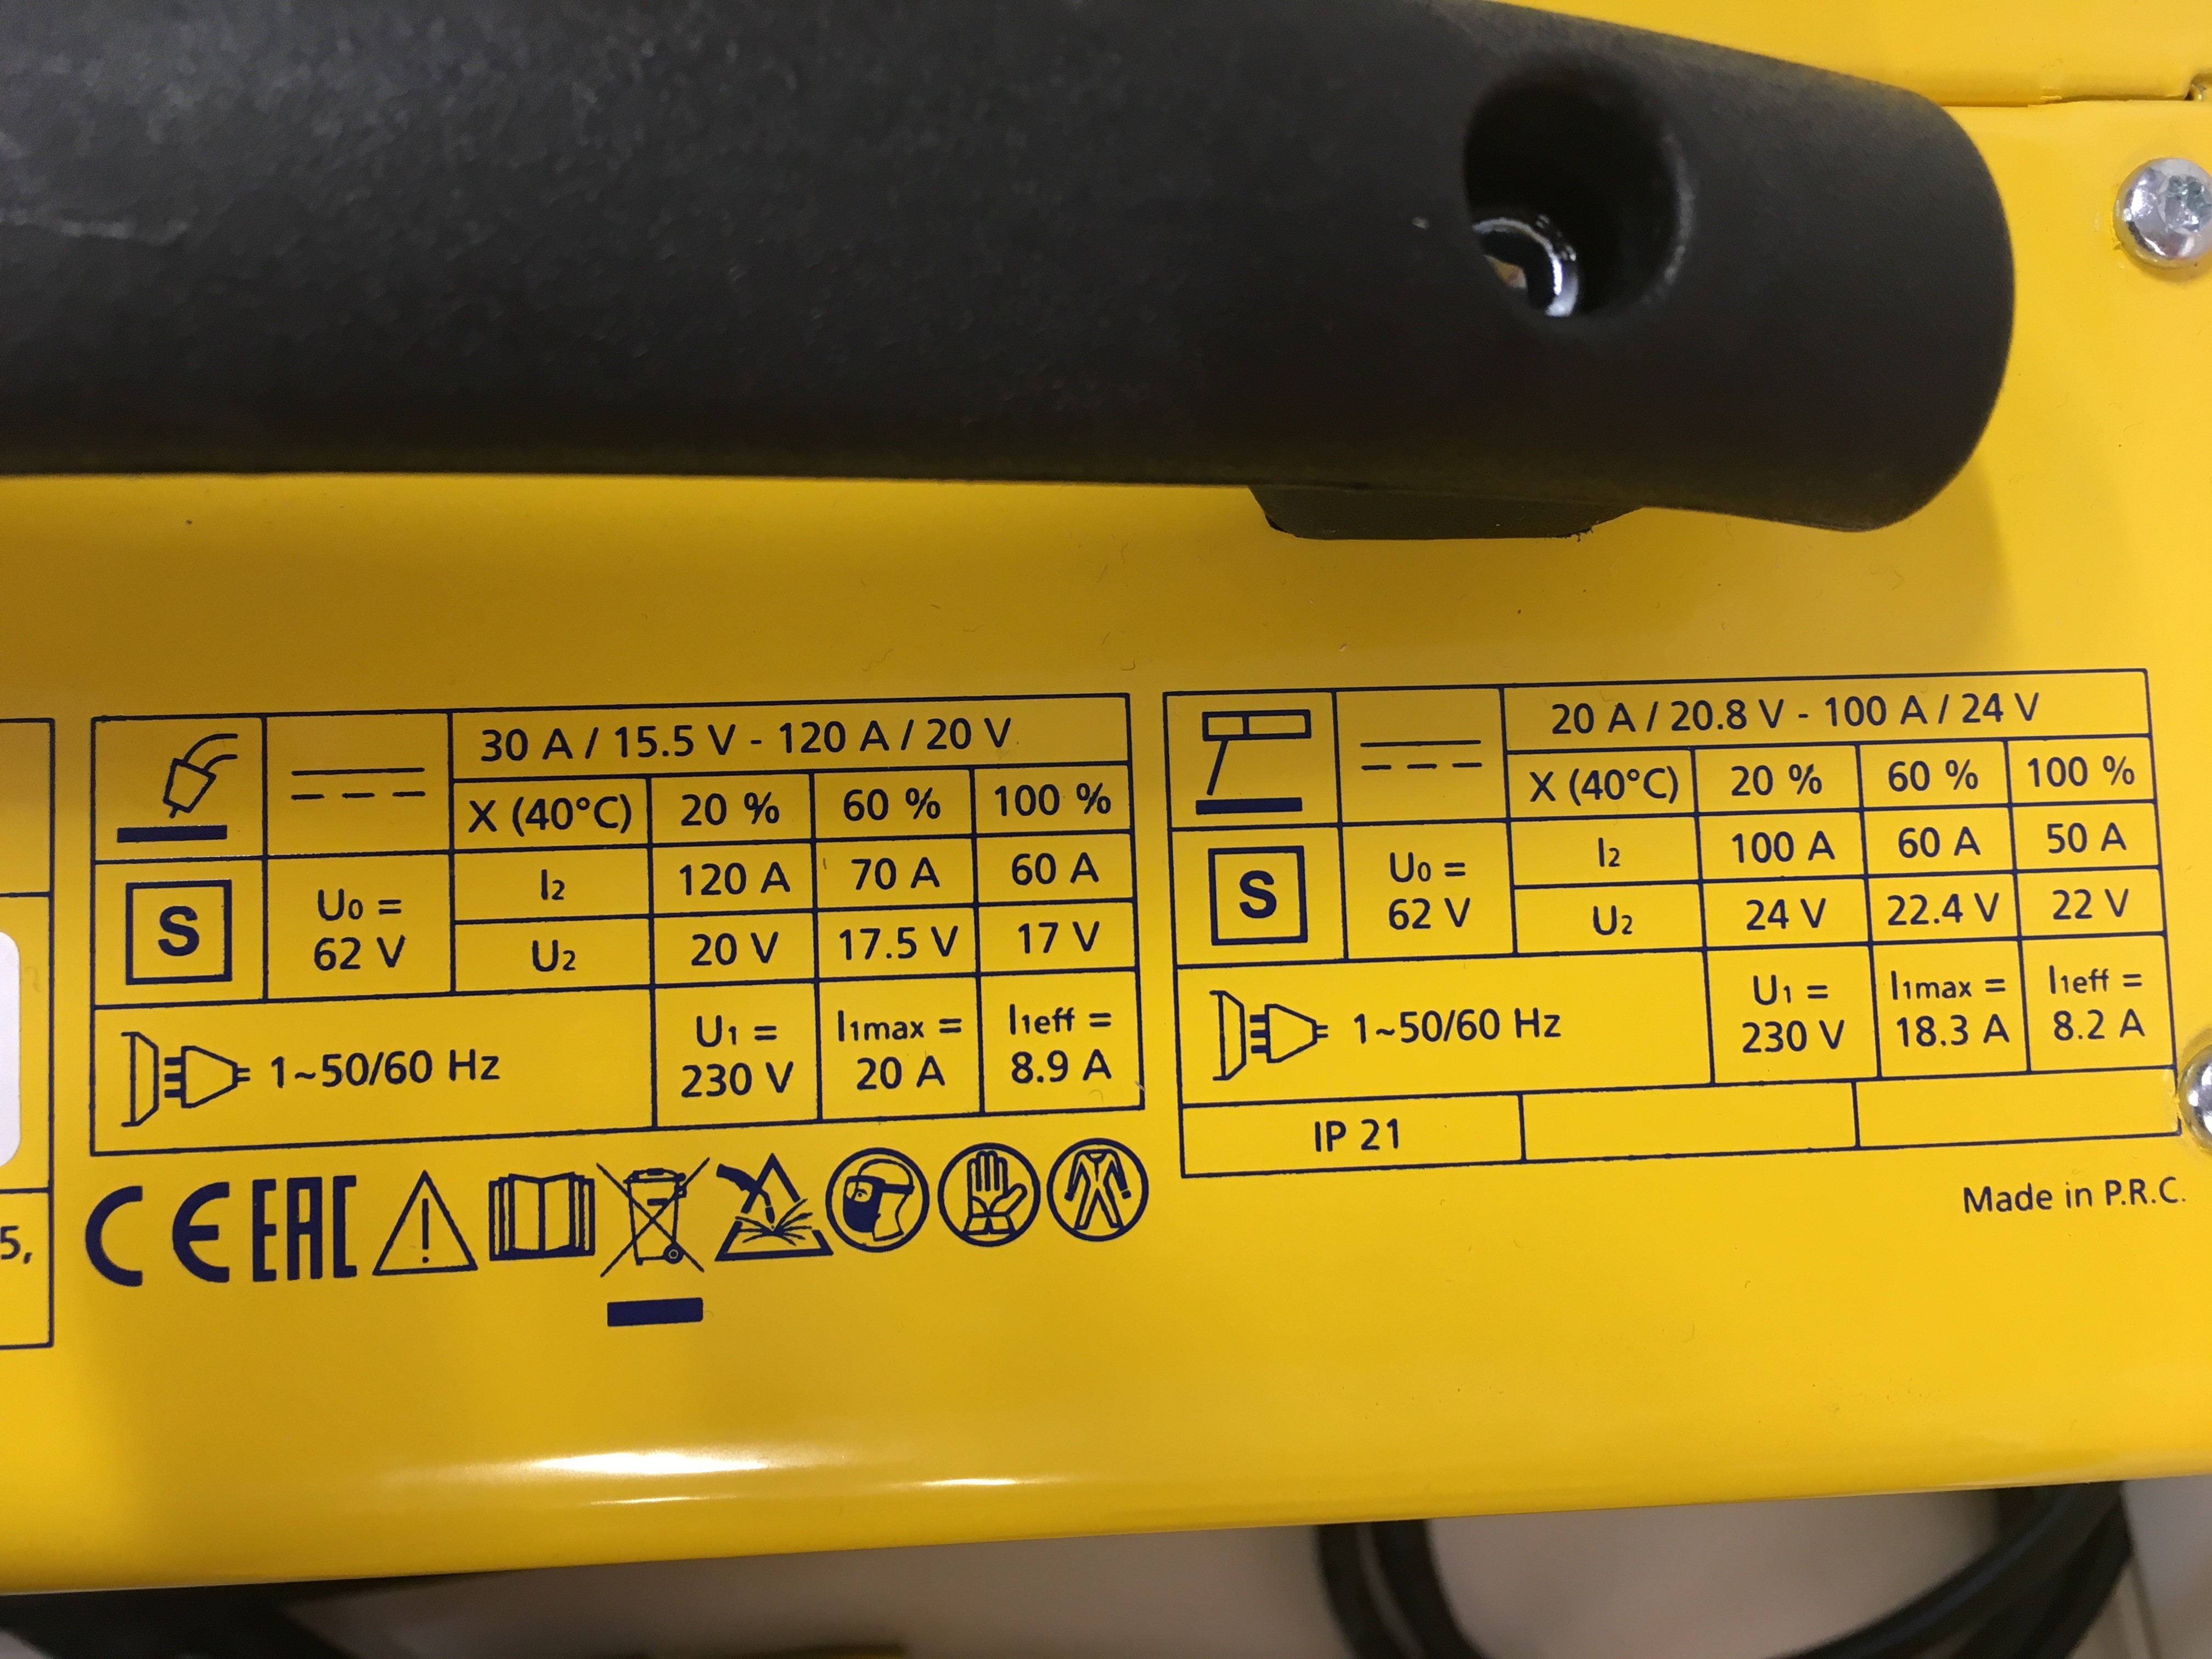 30 A / 15.5 V - 120 A / 20 V
X (40°C) 20 % 60 % 100 %
I2 120 A 70 A 60 A
S U0 = 62 V
U2 20 V 17.5 V 17 V
1~50/60 Hz U1 = 230 V I1max = 20 A I1eff = 8.9 A
5,
CE EAC
20 A / 20.8 V - 100 A / 24 V
X (40°C) 20 % 60 % 100 %
I2 100 A 60 A 50 A
S U0 = 62 V
U2 24 V 22.4 V 22 V
1~50/60 Hz U1 = 230 V I1max = 18.3 A I1eff = 8.2 A
IP 21
Made in P.R.C.